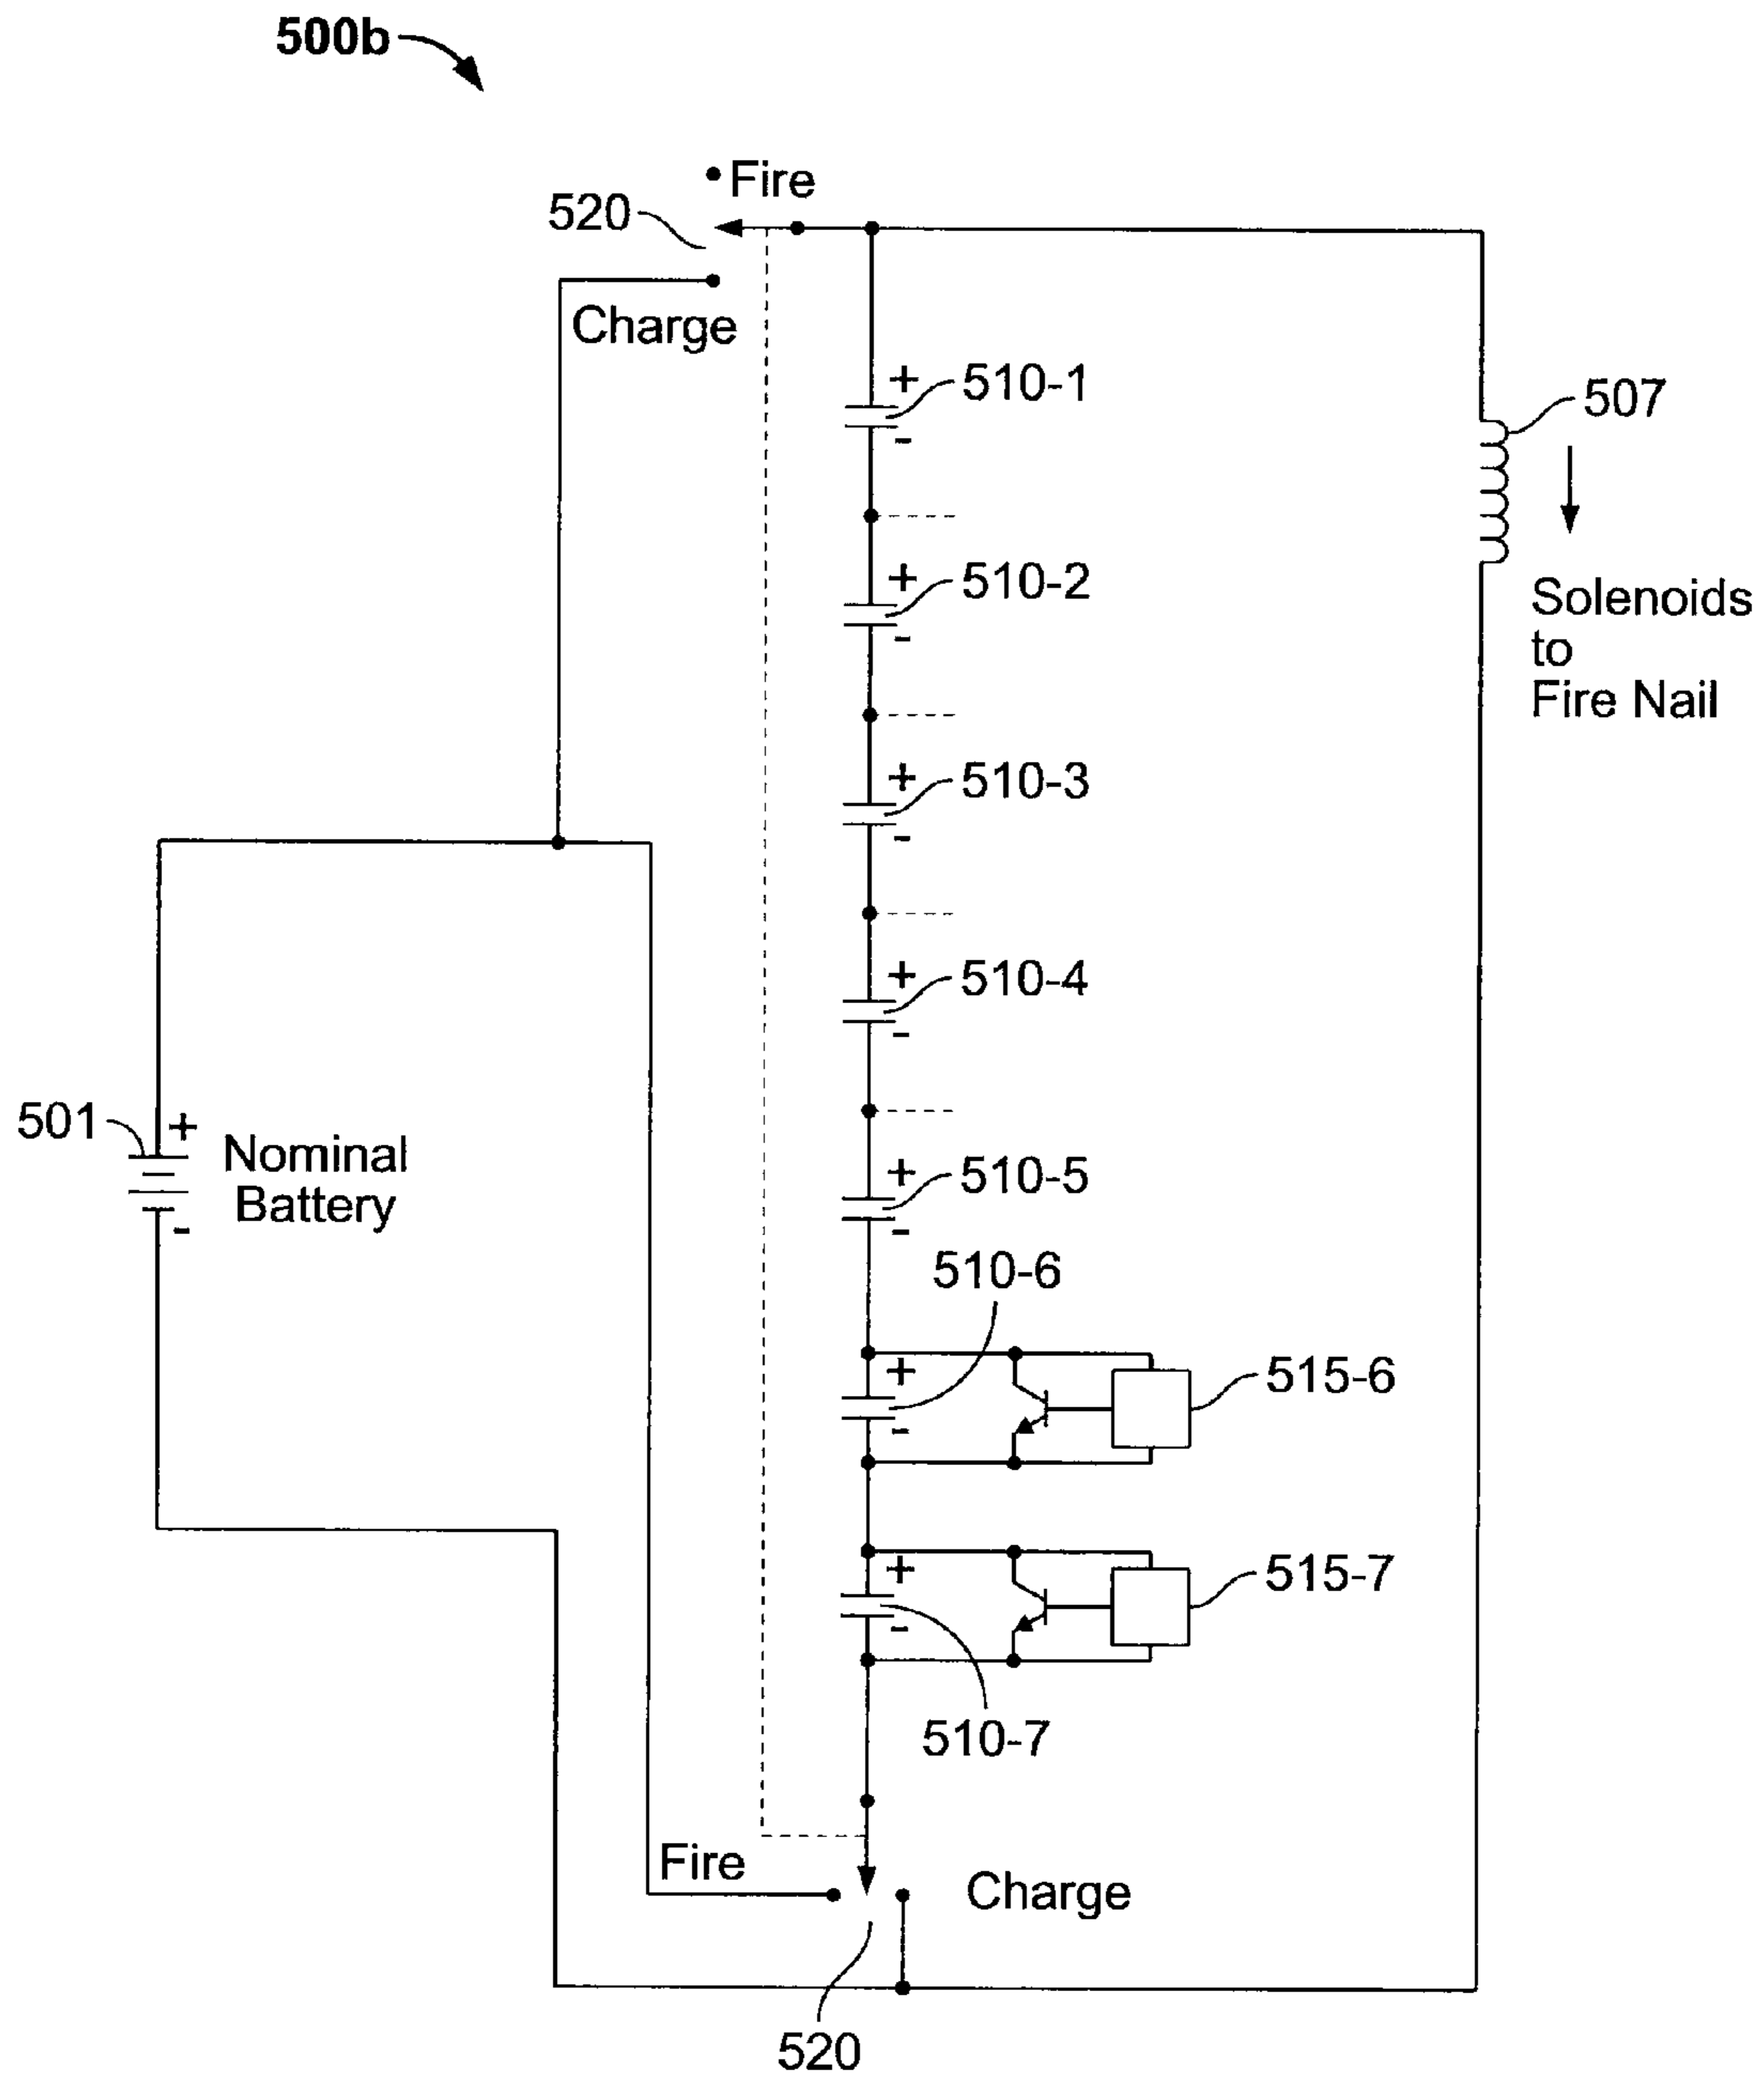 500b
Fire
520
Charge
+
510-1
-
507
+
510-2
-
Solenoids
to
Fire Nail
+
510-3
-
+
510-4
-
501
+
Nominal
Battery
-
+
510-5
-
510-6
+
515-6
-
+
515-7
-
510-7
Fire
Charge
520